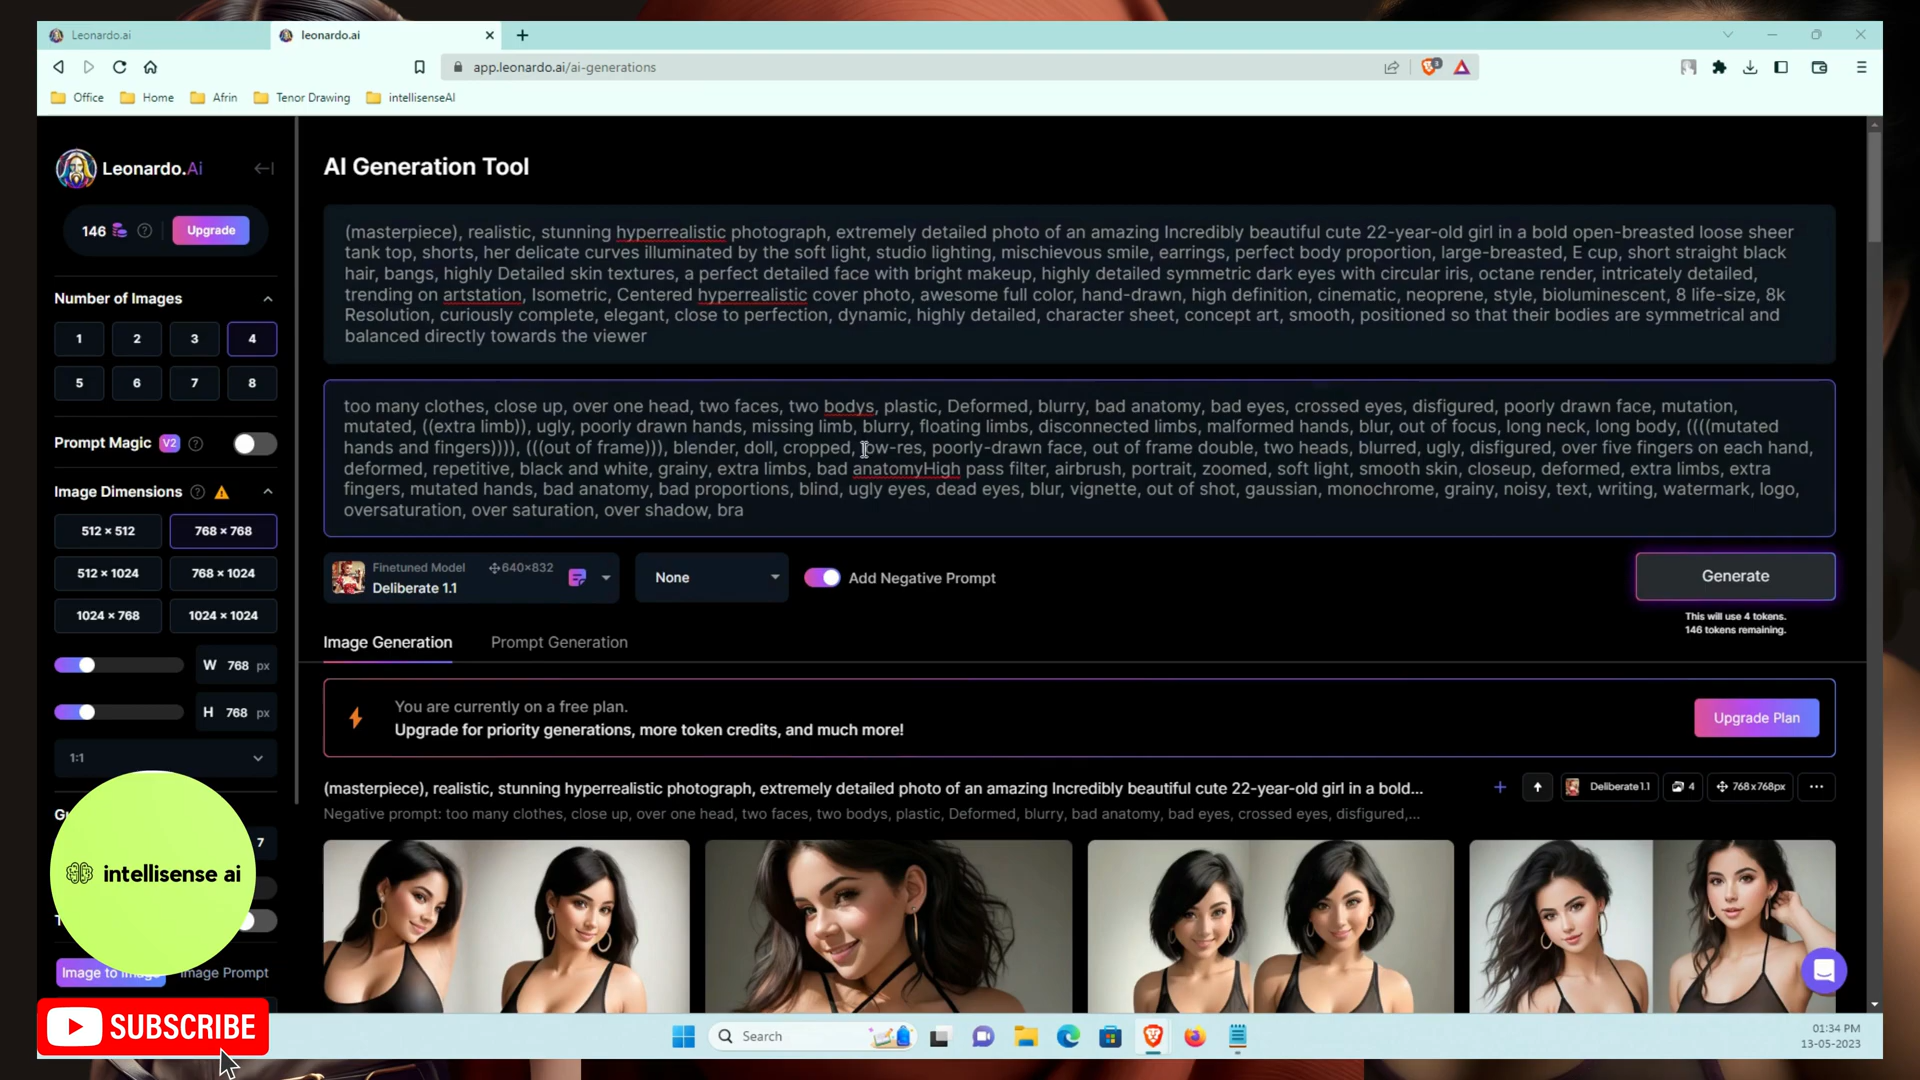 Leonardo.ai
leonardo.ai
app.leonardo.ai/ai-generations
Office Home Afrin Tenor Drawing intellisenseAI
Leonardo.Ai
146 Upgrade
Number of Images
1 2 3 4
5 6 7 8
Prompt Magic V2
Image Dimensions
512 × 512 768 × 768
512 × 1024 768 × 1024
1024 × 768 1024 × 1024
W 768 px
H 768 px
1:1
7
intellisense ai
Image to Image Prompt
SUBSCRIBE
AI Generation Tool
(masterpiece), realistic, stunning hyperrealistic photograph, extremely detailed photo of an amazing Incredibly beautiful cute 22-year-old girl in a bold open-breasted loose sheer
tank top, shorts, her delicate curves illuminated by the soft light, studio lighting, mischievous smile, earrings, perfect body proportion, large-breasted, E cup, short straight black
hair, bangs, highly Detailed skin textures, a perfect detailed face with bright makeup, highly detailed symmetric dark eyes with circular iris, octane render, intricately detailed,
trending on artstation, Isometric, Centered hyperrealistic cover photo, awesome full color, hand-drawn, high definition, cinematic, neoprene, style, bioluminescent, 8 life-size, 8k
Resolution, curiously complete, elegant, close to perfection, dynamic, highly detailed, character sheet, concept art, smooth, positioned so that their bodies are symmetrical and
balanced directly towards the viewer
too many clothes, close up, over one head, two faces, two bodys, plastic, Deformed, blurry, bad anatomy, bad eyes, crossed eyes, disfigured, poorly drawn face, mutation,
mutated, ((extra limb)), ugly, poorly drawn hands, missing limb, blurry, floating limbs, disconnected limbs, malformed hands, blur, out of focus, long neck, long body, ((((mutated
hands and fingers)))), (((out of frame))), blender, doll, cropped, low-res, poorly-drawn face, out of frame double, two heads, blurred, ugly, disfigured, over five fingers on each hand,
deformed, repetitive, black and white, grainy, extra limbs, bad anatomyHigh pass filter, airbrush, portrait, zoomed, soft light, smooth skin, closeup, deformed, extra limbs, extra
fingers, mutated hands, bad anatomy, bad proportions, blind, ugly eyes, dead eyes, blur, vignette, out of shot, gaussian, monochrome, grainy, noisy, text, writing, watermark, logo,
oversaturation, over saturation, over shadow, bra
Finetuned Model 640×832
Deliberate 1.1
None
Add Negative Prompt
Generate
This will use 4 tokens.
146 tokens remaining.
Image Generation Prompt Generation
You are currently on a free plan.
Upgrade for priority generations, more token credits, and much more!
Upgrade Plan
(masterpiece), realistic, stunning hyperrealistic photograph, extremely detailed photo of an amazing Incredibly beautiful cute 22-year-old girl in a bold...
Deliberate 1.1 4 768x768px
Negative prompt: too many clothes, close up, over one head, two faces, two bodys, plastic, Deformed, blurry, bad anatomy, bad eyes, crossed eyes, disfigured,...
Search
01:34 PM
13-05-2023